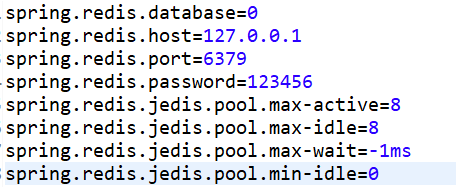 spring.redis.database=0
spring.redis.host=127.0.0.1
spring.redis.port=6379
spring.redis.password=123456
spring.redis.jedis.pool.max-active=8
spring.redis.jedis.pool.max-idle=8
spring.redis.jedis.pool.max-wait=-1ms
spring.redis.jedis.pool.min-idle=0